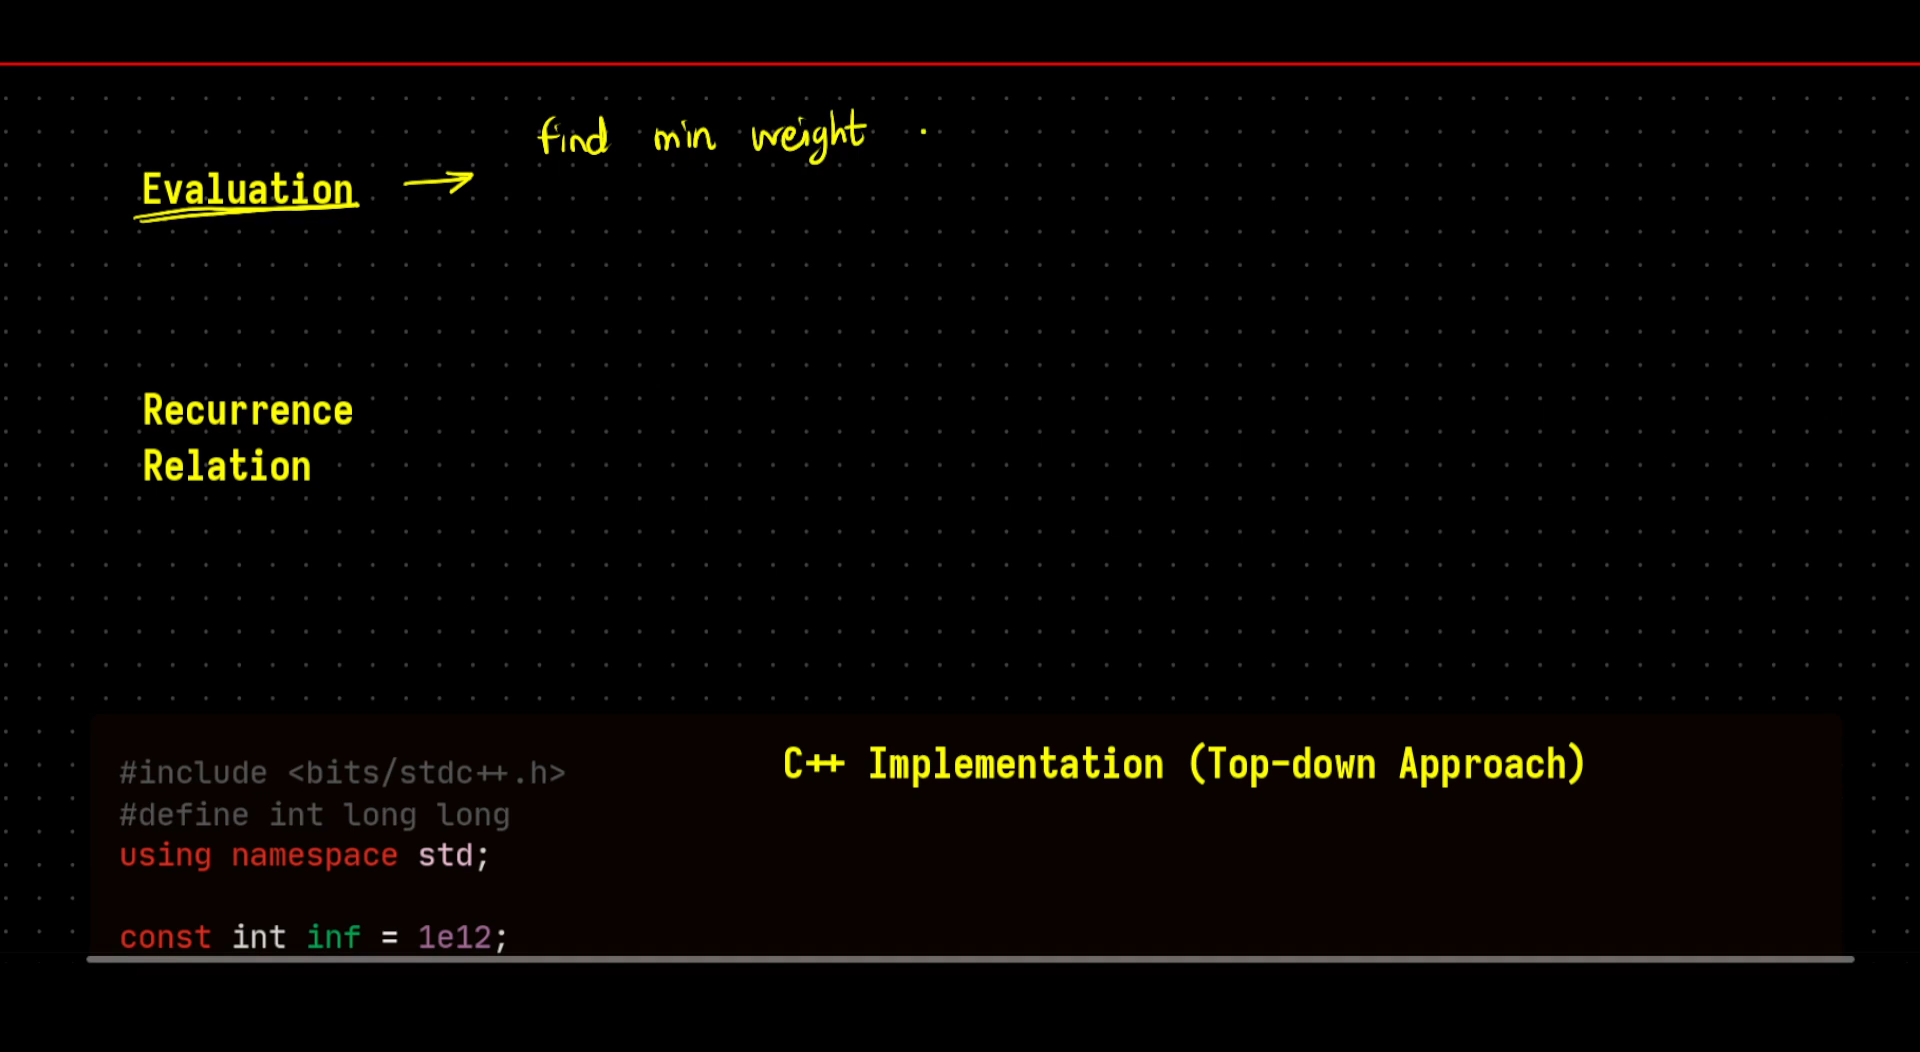 find min weight .
Evaluation →
Recurrence
Relation
C++ Implementation (Top-down Approach)
#include <bits/stdc++.h>
#define int long long
using namespace std;
const int inf = 1e12;